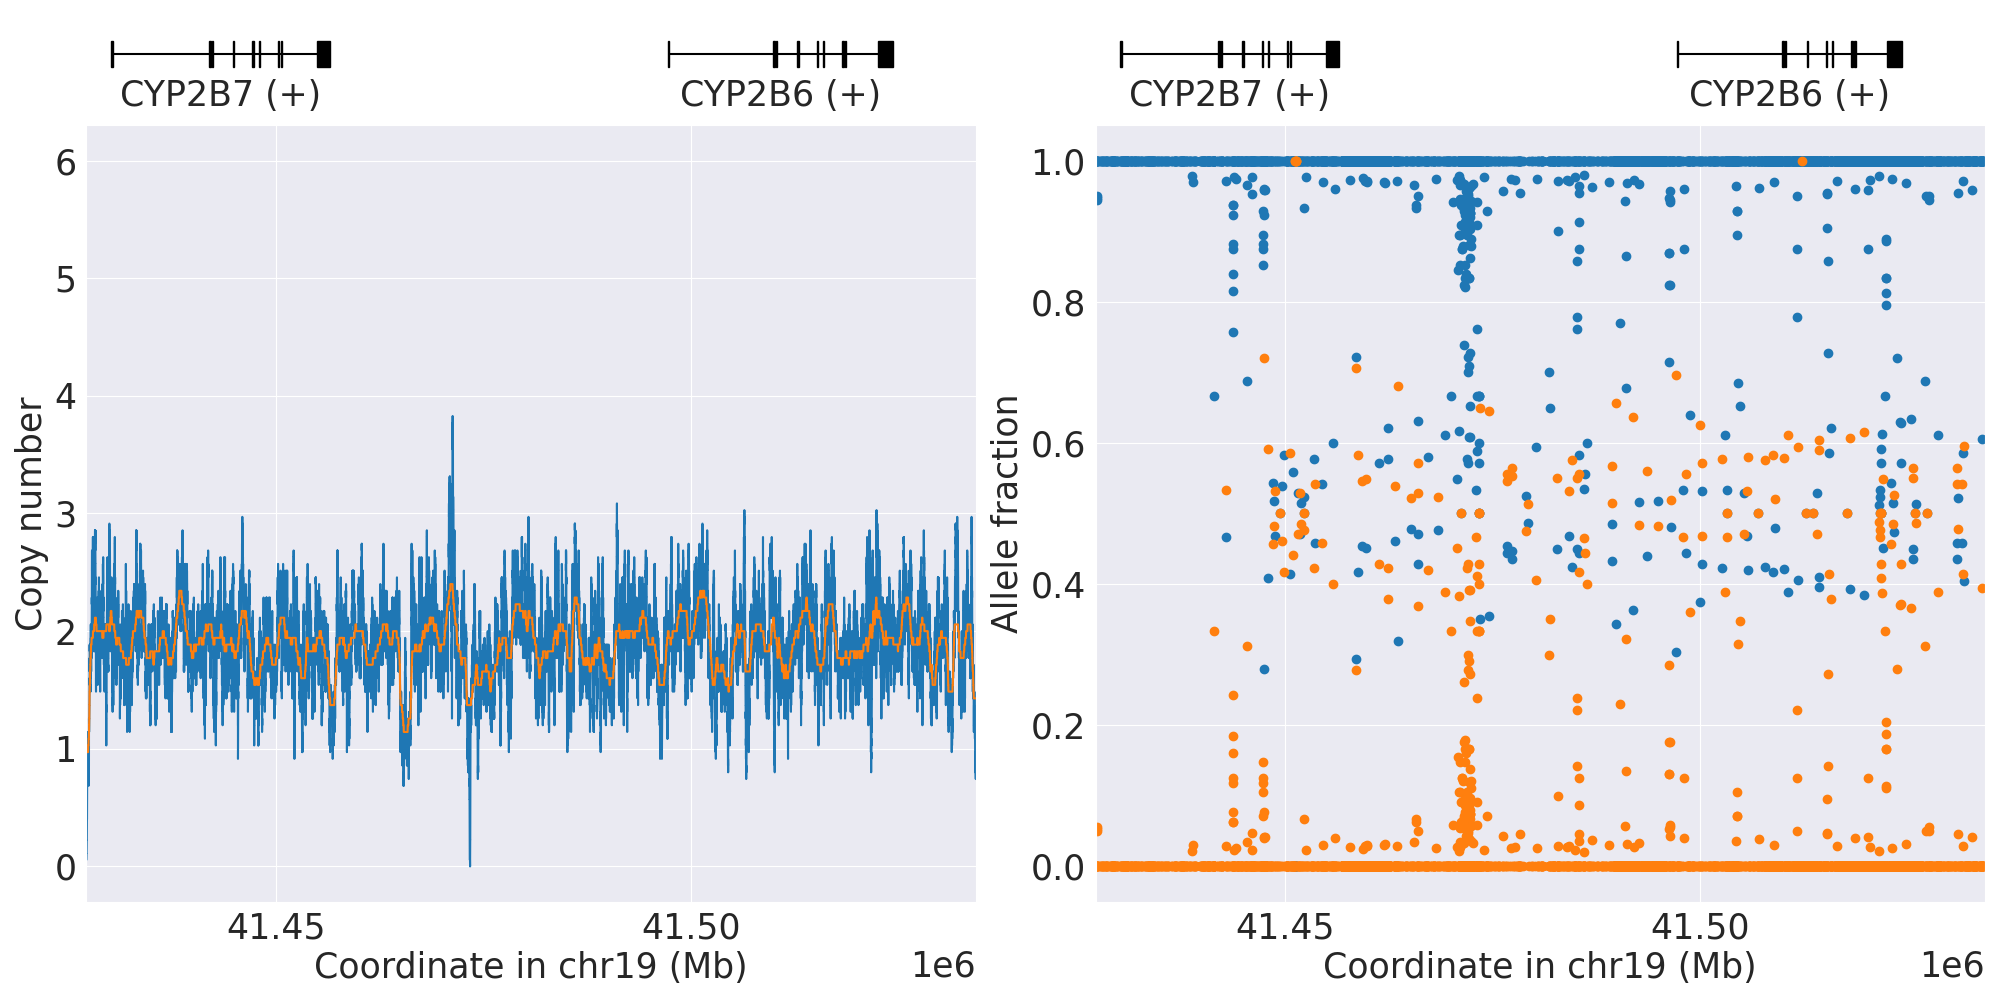 CYP2B7 (+) CYP2B6 (+)
Copy number
6
5
4
3
2
1
0
41.45 41.50
Coordinate in chr19 (Mb)
1e6
CYP2B7 (+) CYP2B6 (+)
Allele fraction
1.0
0.8
0.6
0.4
0.2
0.0
41.45 41.50
Coordinate in chr19 (Mb)
1e6